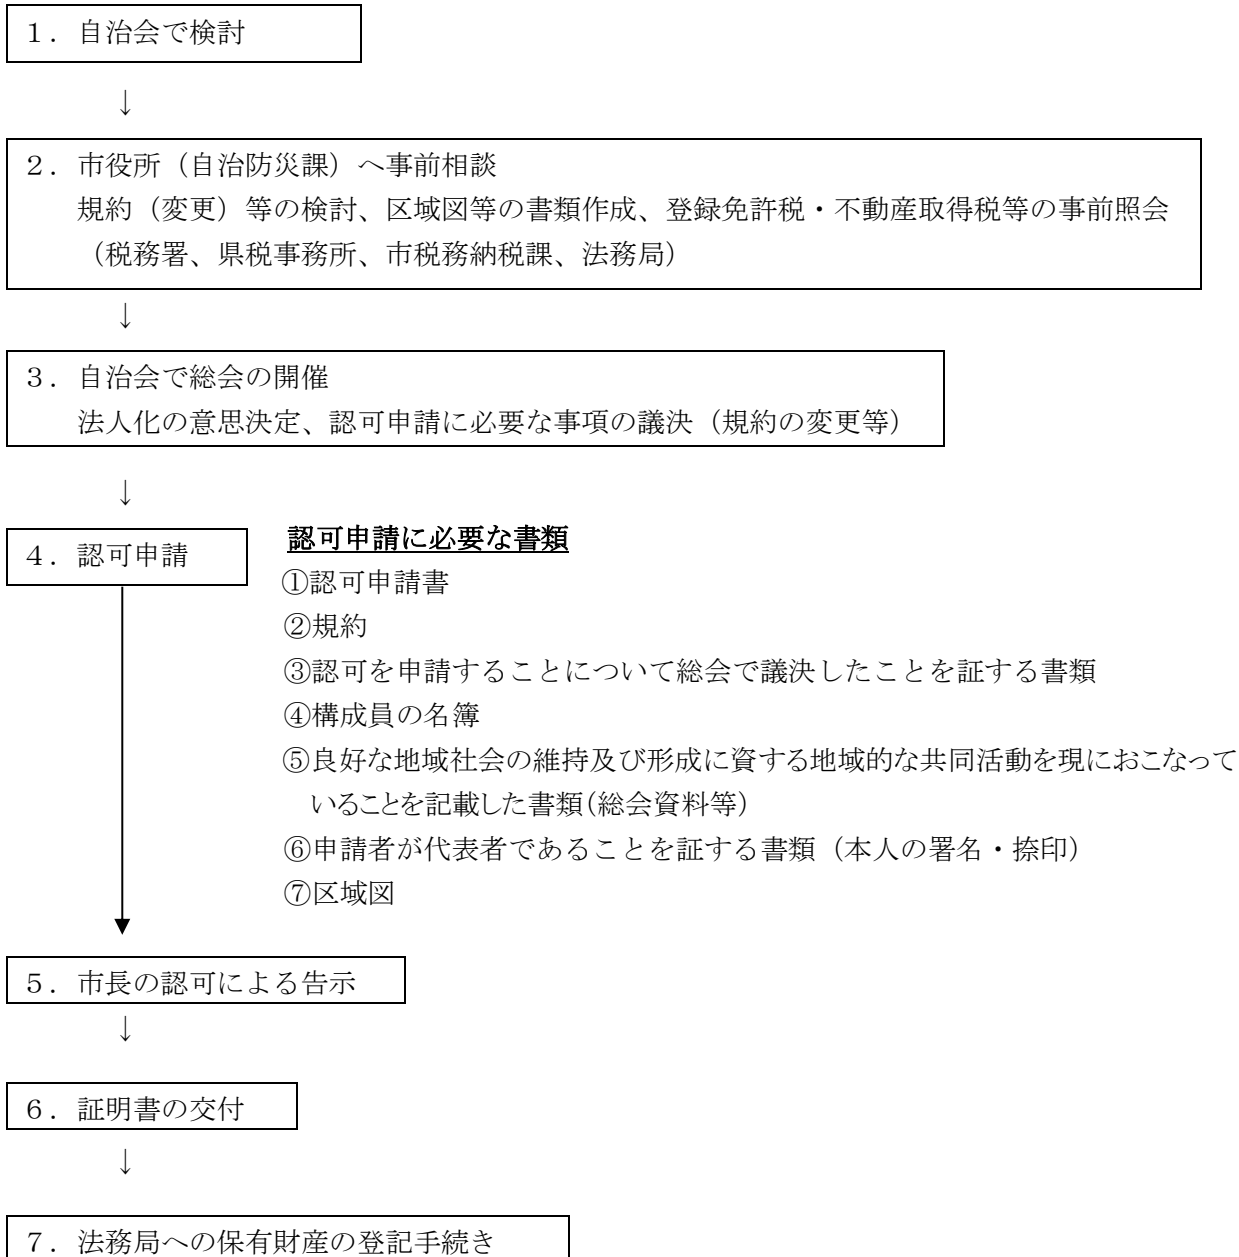 １．自治会で検討
↓
２．市役所（自治防災課）へ事前相談
規約（変更）等の検討、区域図等の書類作成、登録免許税・不動産取得税等の事前照会
（税務署、県税事務所、市税務納税課、法務局）
↓
３．自治会で総会の開催
法人化の意思決定、認可申請に必要な事項の議決（規約の変更等）
↓
４．認可申請
認可申請に必要な書類
①認可申請書
②規約
③認可を申請することについて総会で議決したことを証する書類
④構成員の名簿
⑤良好な地域社会の維持及び形成に資する地域的な共同活動を現におこなって
いることを記載した書類（総会資料等）
⑥申請者が代表者であることを証する書類（本人の署名・捺印）
⑦区域図
５．市長の認可による告示
↓
６．証明書の交付
↓
７．法務局への保有財産の登記手続き